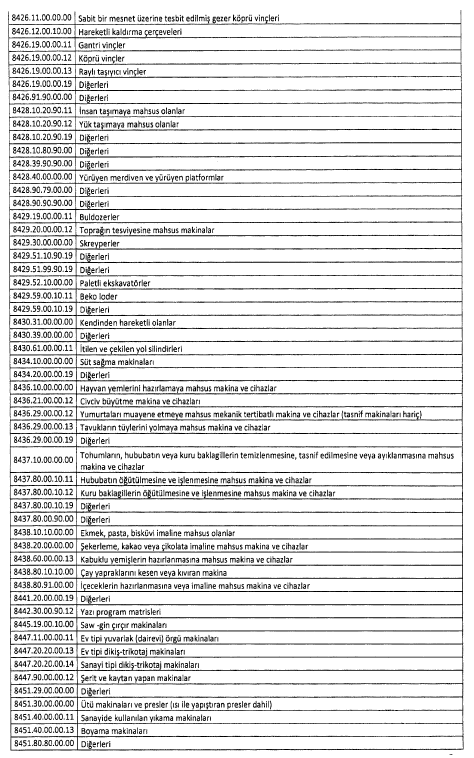 8426.11.00.00.00 Sabit bir mesnet üzerine tesbit edilmiş gezer köprü vinçleri
8426.12.00.10.00 Hareketli kaldırma çerçeveleri
8426.19.00.00.11 Gantri vinçler
8426.19.00.00.12 Köprü vinçler
8426.19.00.00.13 Raylı taşıyıcı vinçler
8426.19.00.00.19 Diğerleri
8426.91.90.00.00 Diğerleri
8428.10.20.90.11 İnsan taşımaya mahsus olanlar
8428.10.20.90.12 Yük taşımaya mahsus olanlar
8428.10.20.90.19 Diğerleri
8428.10.80.90.00 Diğerleri
8428.39.90.90.00 Diğerleri
8428.40.00.00.00 Yürüyen merdiven ve yürüyen platformlar
8428.90.79.00.00 Diğerleri
8428.90.90.90.00 Diğerleri
8429.19.00.00.11 Buldozerler
8429.20.00.00.12 Toprağın tesviyesine mahsus makinalar
8429.30.00.00.00 Skreyperler
8429.51.10.90.19 Diğerleri
8429.51.99.90.19 Diğerleri
8429.52.10.00.00 Paletli ekskavatörler
8429.59.00.10.11 Beko loder
8429.59.00.10.19 Diğerleri
8430.31.00.00.00 Kendinden hareketli olanlar
8430.39.00.00.00 Diğerleri
8430.61.00.00.11 İtilen ve çekilen yol silindirleri
8434.10.00.00.00 Süt sağma makinaları
8434.20.00.00.19 Diğerleri
8436.10.00.00.00 Hayvan yemlerini hazırlamaya mahsus makina ve cihazlar
8436.21.00.00.12 Civciv büyütme makina ve cihazları
8436.29.00.00.12 Yumurtaları muayene etmeye mahsus mekanik tertibatlı makina ve cihazlar (tasnif makinaları hariç)
8436.29.00.00.13 Tavukların tüylerini yolmaya mahsus makina ve cihazlar
8436.29.00.00.19 Diğerleri
8437.10.00.00.00 Tohumların, hububatın veya kuru baklagillerin temizlenmesine, tasnif edilmesine veya ayıklanmasına mahsus
makina ve cihazlar
8437.80.00.10.11 Hububatın öğütülmesine ve işlenmesine mahsus makina ve cihazlar
8437.80.00.10.12 Kuru baklagillerin öğütülmesine ve işlenmesine mahsus makina ve cihazlar
8437.80.00.10.19 Diğerleri
8437.80.00.90.00 Diğerleri
8438.10.10.00.00 Ekmek, pasta, bisküvi imaline mahsus olanlar
8438.20.00.00.00 Şekerleme, kakao veya çikolata imaline mahsus makina ve cihazlar
8438.60.00.00.13 Kabuklu yemişlerin hazırlanmasına mahsus makina ve cihazlar
8438.80.10.10.00 Çay yapraklarını kesen veya kıvıran makina
8438.80.91.00.00 İçeceklerin hazırlanmasına veya imaline mahsus makina ve cihazlar
8441.20.00.00.19 Diğerleri
8442.30.00.90.12 Yazı program matrisleri
8445.19.00.10.00 Saw -gin çırçır makinaları
8447.11.00.00.11 Ev tipi yuvarlak (dairevi) örgü makinaları
8447.20.20.00.13 Ev tipi dikiş-trikotaj makinaları
8447.20.20.00.14 Sanayi tipi dikiş-trikotaj makinaları
8447.90.00.00.12 Şerit ve kaytan yapan makinalar
8451.29.00.00.00 Diğerleri
8451.30.00.00.00 Ütü makinaları ve presler (ısı ile yapıştıran presler dahil)
8451.40.00.00.11 Sanayide kullanılan yıkama makinaları
8451.40.00.00.13 Boyama makinaları
8451.80.80.00.00 Diğerleri